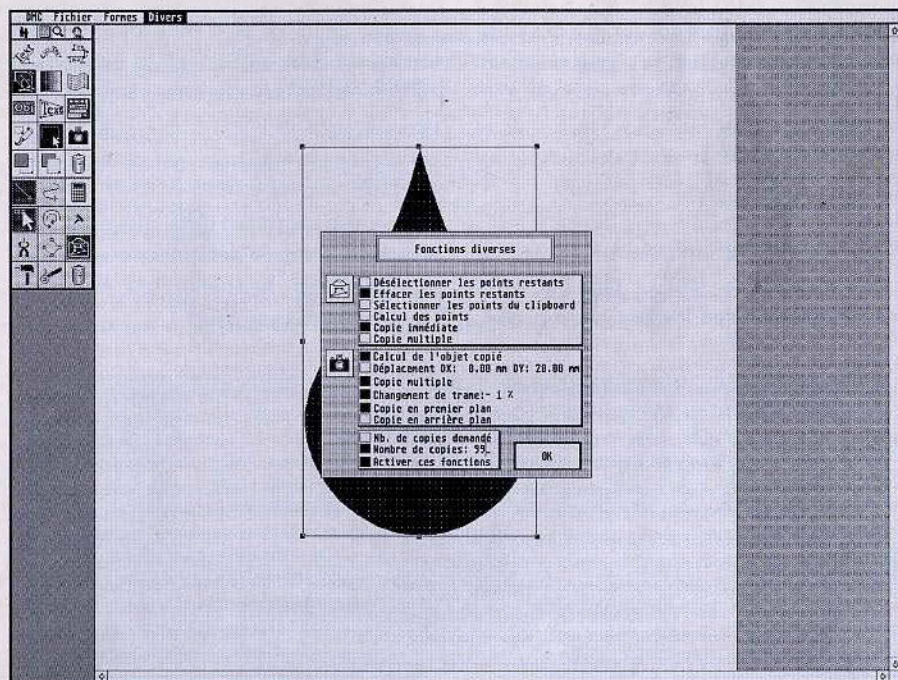 DMC Fichier Formes Divers
Obj
Text
Fonctions diverses
Désélectionner les points restants
Effacer les points restants
Sélectionner les points du clipboard
Calcul des points
Copie immédiate
Copie multiple
Calcul de l'objet copié
Déplacement DX: 0.00 mm DY: 20.00 mm
Copie multiple
Changement de trame:- 1 %
Copie en premier plan
Copie en arrière plan
Nb. de copies demandé
Nombre de copies: 99
Activer ces fonctions
OK